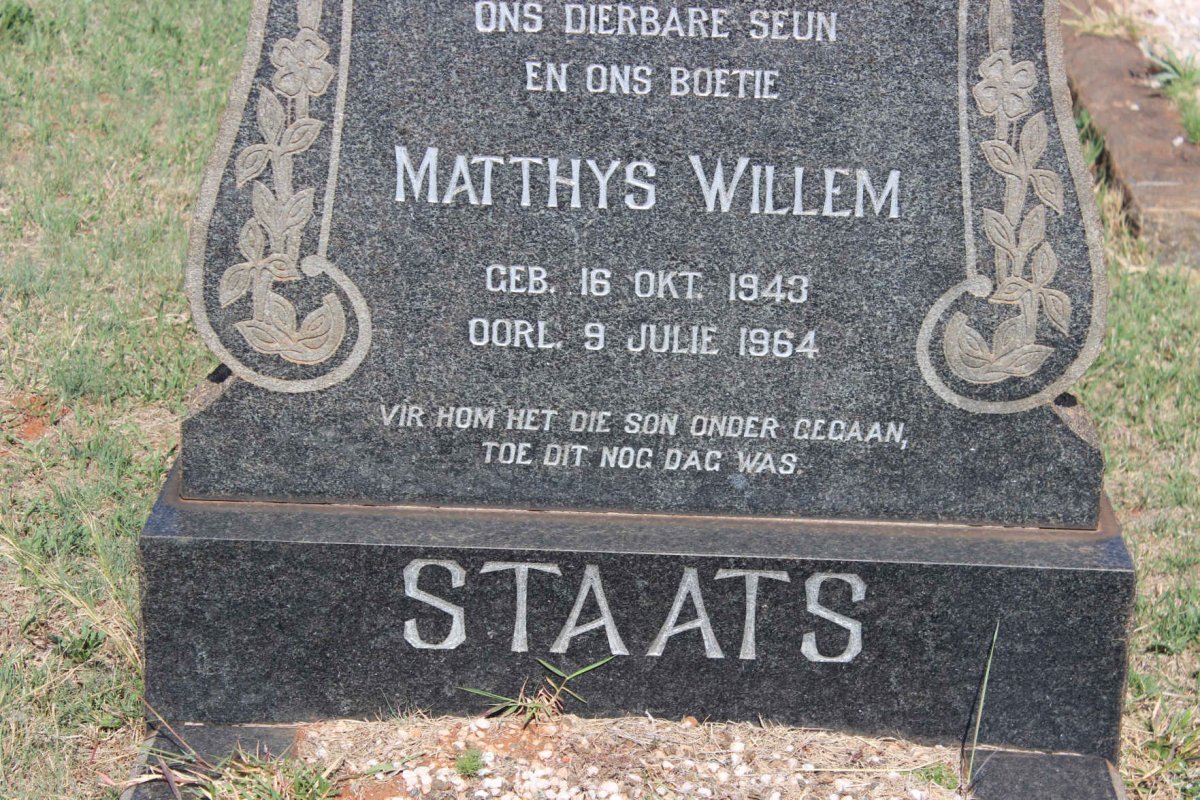 ONS DIERBARE SEUN
EN ONS BOETIE
MATTHYS WILLEM
GEB. 16 OKT. 1943
OORL. 9 JULIE 1964
VIR HOM HET DIE SON ONDER GEGAAN,
TOE DIT NOG DAG WAS.
STAATS